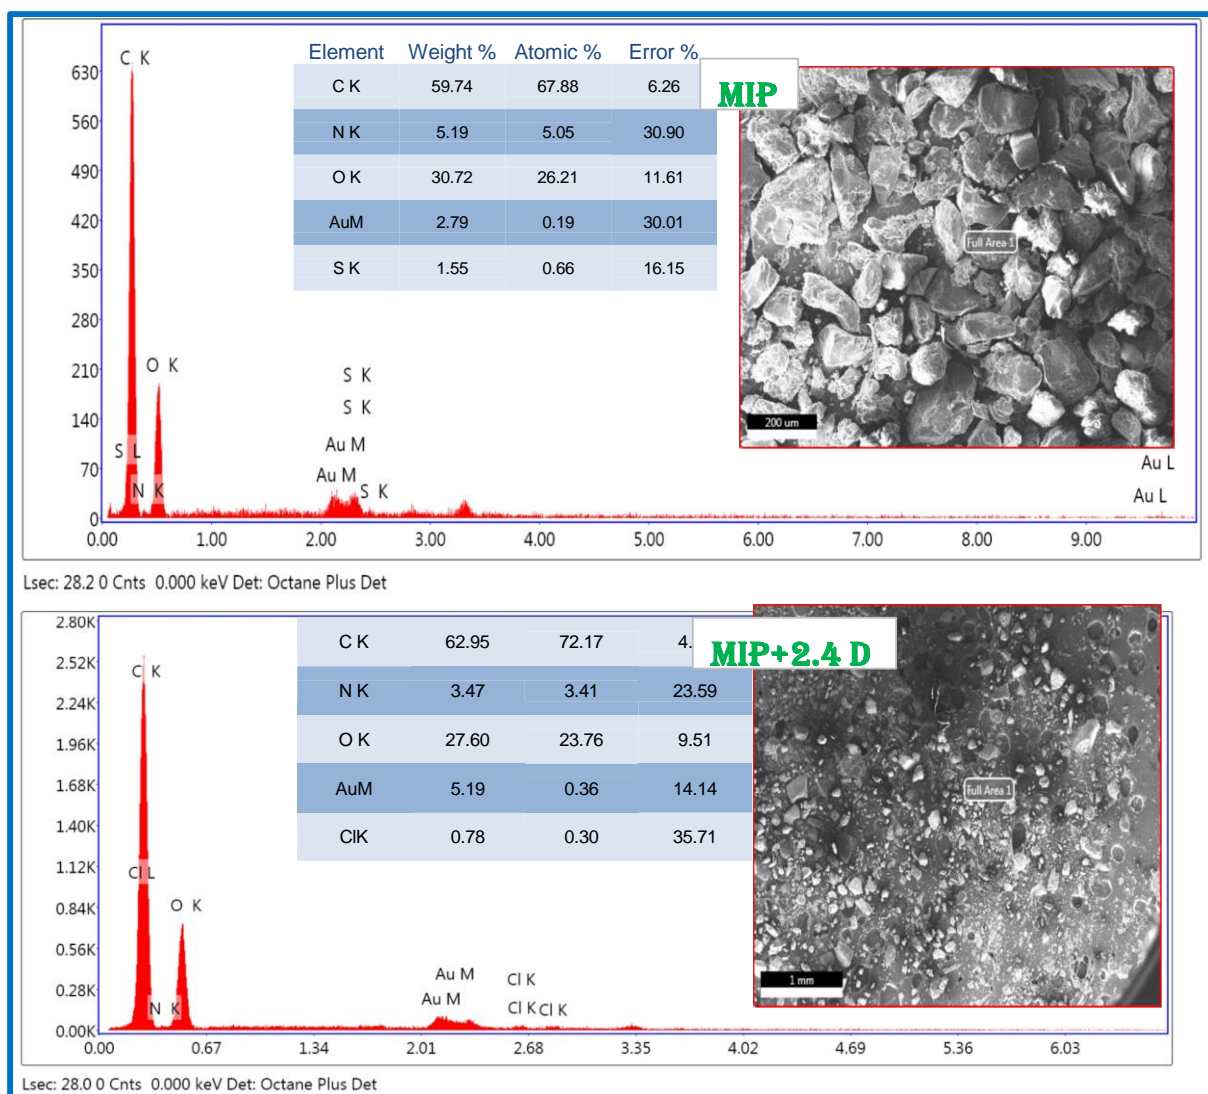 Element Weight % Atomic % Error %
C K 59.74 67.88 6.26
N K 5.19 5.05 30.90
O K 30.72 26.21 11.61
AuM 2.79 0.19 30.01
S K 1.55 0.66 16.15
MIP
Full Area 1
200 um
C K
O K
S L
N K
S K
S K
Au M
Au M
S K
Au L
Au L
630
560
490
420
350
280
210
140
70
0
0.00 1.00 2.00 3.00 4.00 5.00 6.00 7.00 8.00 9.00
Lsec: 28.2 0 Cnts 0.000 keV Det: Octane Plus Det
C K 62.95 72.17 4.
N K 3.47 3.41 23.59
O K 27.60 23.76 9.51
AuM 5.19 0.36 14.14
ClK 0.78 0.30 35.71
MIP+2.4 D
Full Area 1
1 mm
C K
Cl L
O K
N K
Au M
Au M
Cl K
Cl K Cl K
2.80K
2.52K
2.24K
1.96K
1.68K
1.40K
1.12K
0.84K
0.56K
0.28K
0.00K
0.00 0.67 1.34 2.01 2.68 3.35 4.02 4.69 5.36 6.03
Lsec: 28.0 0 Cnts 0.000 keV Det: Octane Plus Det